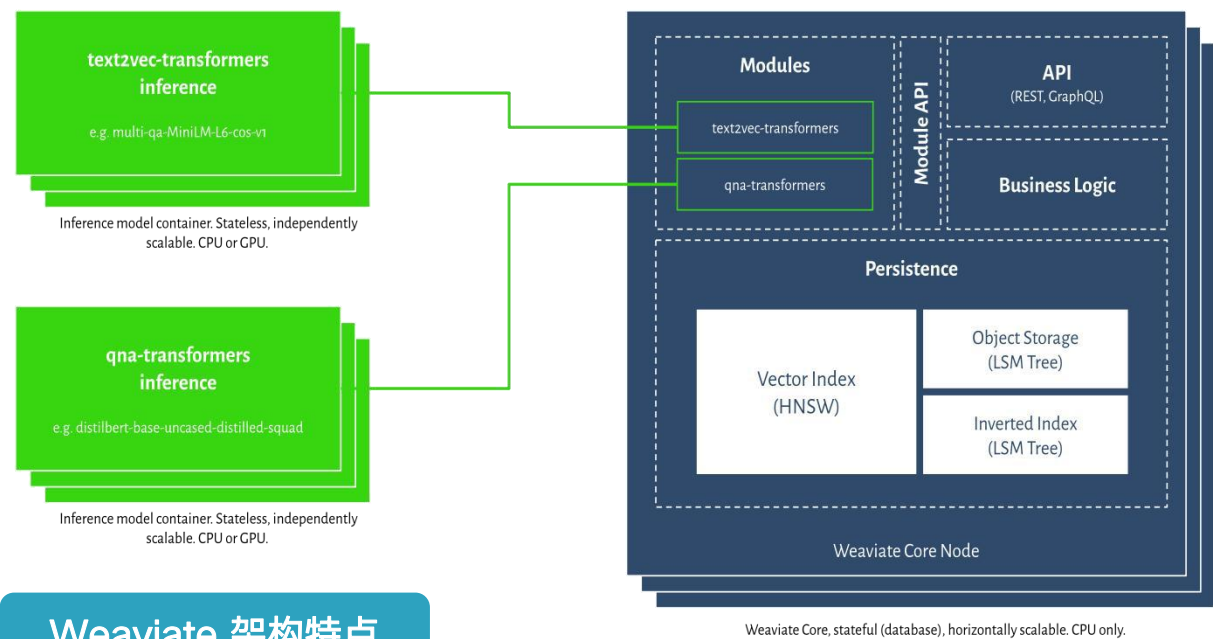 text2vec-transformers
inference
e.g. multi-qa-MiniLM-L6-cos-v1
Inference model container. Stateless, independently
scalable. CPU or GPU.
qna-transformers
inference
e.g. distilbert-base-uncased-distilled-squad
Inference model container. Stateless, independently
scalable. CPU or GPU.
Modules
text2vec-transformers
qna-transformers
Module API
API
(REST, GraphQL)
Business Logic
Persistence
Vector Index
(HNSW)
Object Storage
(LSM Tree)
Inverted Index
(LSM Tree)
Weaviate Core Node
Weaviate Core, stateful (database), horizontally scalable. CPU only.
Weaviate 架构特点